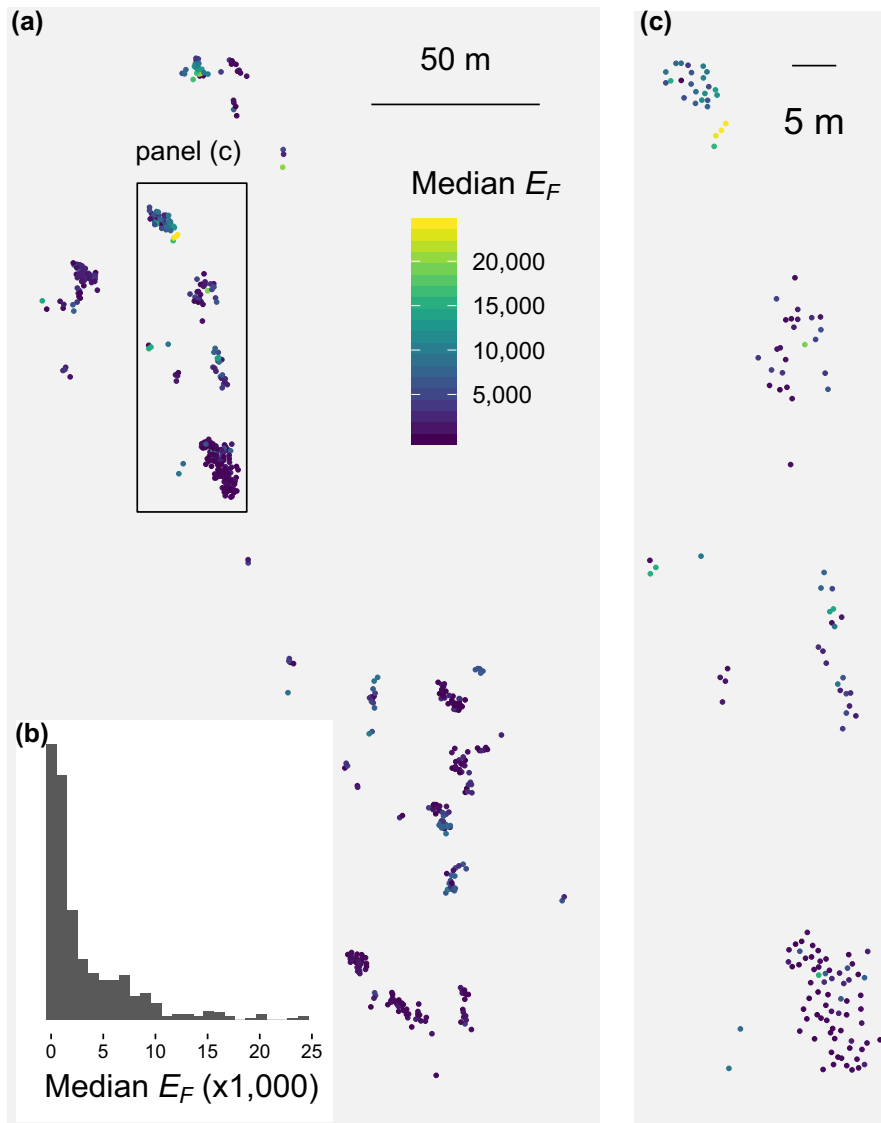 (a)
50 m
panel (c)
Median E_F
20,000
15,000
10,000
5,000
(b)
0 5 10 15 20 25
Median E_F (x1,000)
(c)
5 m